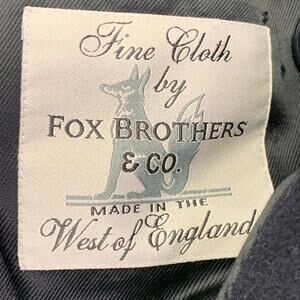 Fine Cloth
by
FOX BROTHERS
& CO.
MADE IN THE
West of England